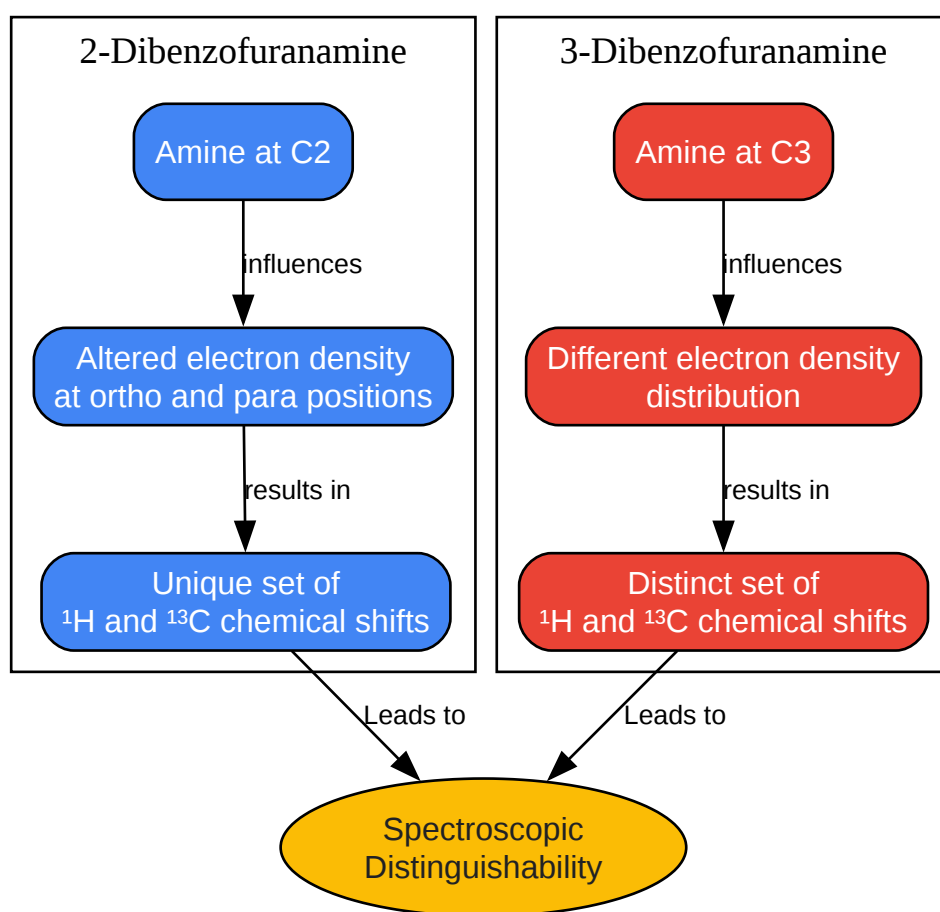 2-Dibenzofuranamine
Amine at C2
influences
Altered electron density
at ortho and para positions
results in
Unique set of
¹H and ¹³C chemical shifts
Leads to
3-Dibenzofuranamine
Amine at C3
influences
Different electron density
distribution
results in
Distinct set of
¹H and ¹³C chemical shifts
Leads to
Spectroscopic
Distinguishability